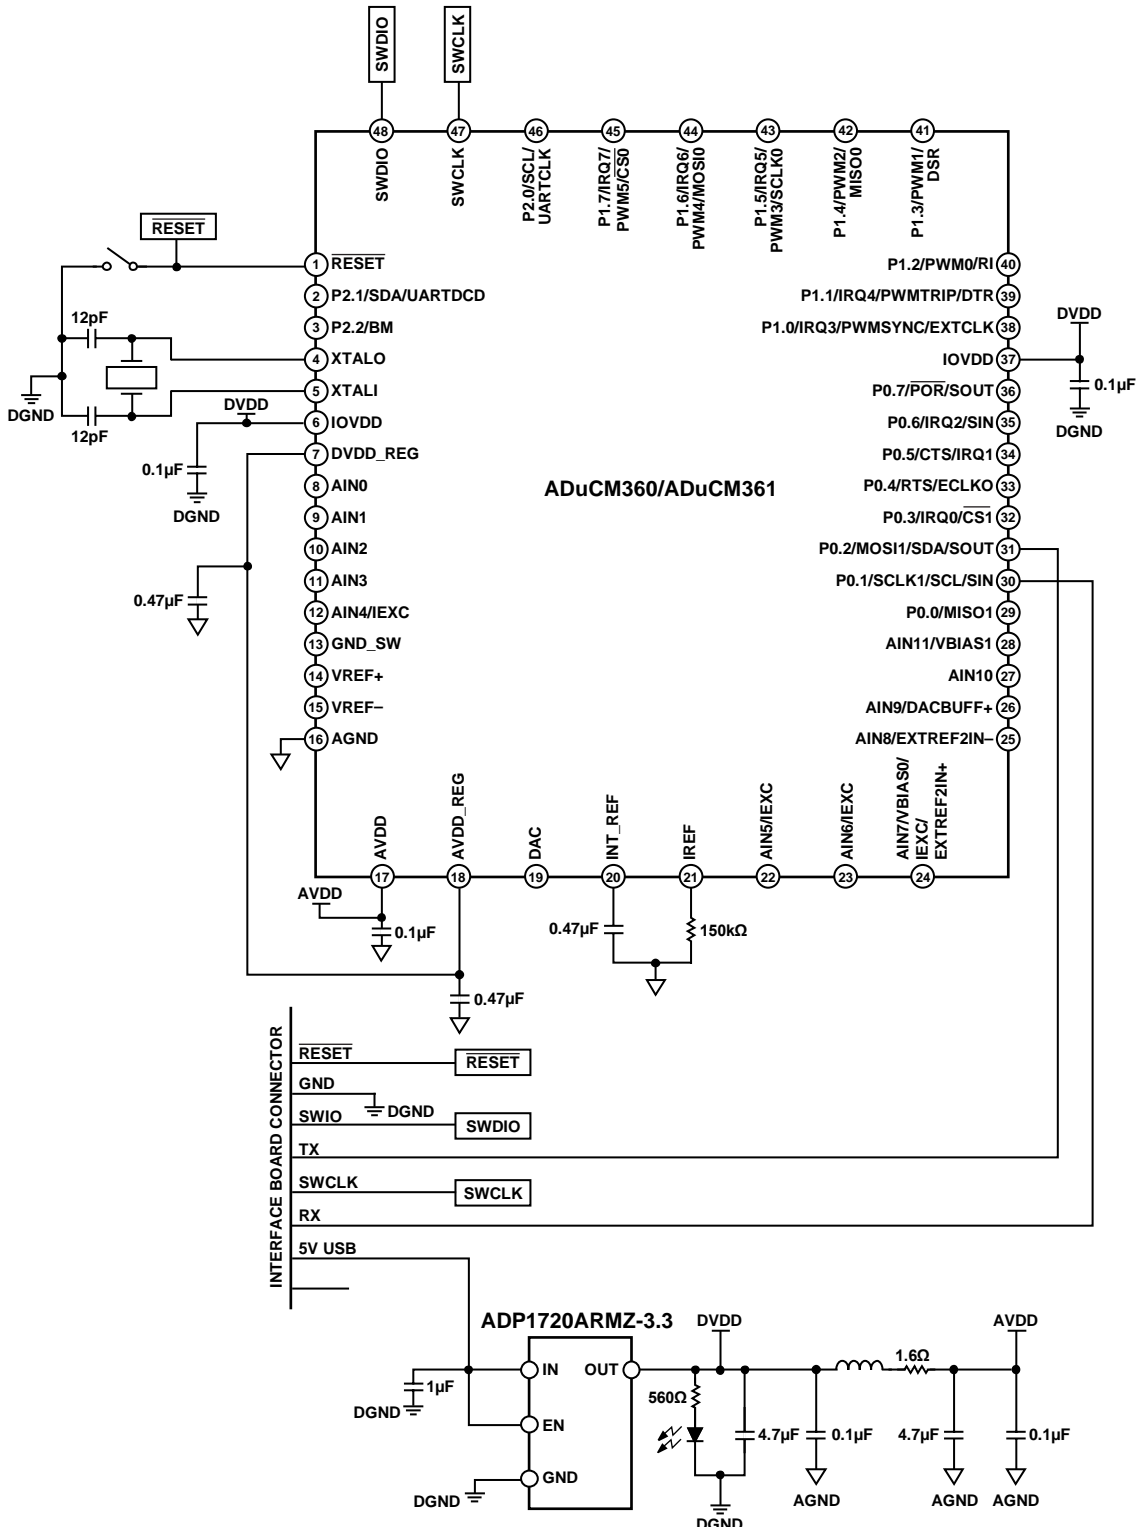 SWDIO
SWCLK
48
47
46
45
44
43
42
41
SWDIO
SWCLK
P2.0/SCL/
UARTCLK
P1.7/IRQ7/
PWM5/CS0
P1.6/IRQ6/
PWM4/MOSI0
P1.5/IRQ5/
PWM3/SCLK0
P1.4/PWM2/
MISO0
P1.3/PWM1/
DSR
RESET
1 RESET
2 P2.1/SDA/UARTDCD
3 P2.2/BM
4 XTALO
5 XTALI
6 IOVDD
7 DVDD_REG
8 AIN0
9 AIN1
10 AIN2
11 AIN3
12 AIN4/IEXC
13 GND_SW
14 VREF+
15 VREF–
16 AGND
12pF
DGND
12pF
DVDD
0.1µF
DGND
0.47µF
ADuCM360/ADuCM361
P1.2/PWM0/RI 40
P1.1/IRQ4/PWMTRIP/DTR 39
P1.0/IRQ3/PWMSYNC/EXTCLK 38
IOVDD 37
P0.7/POR/SOUT 36
P0.6/IRQ2/SIN 35
P0.5/CTS/IRQ1 34
P0.4/RTS/ECLKO 33
P0.3/IRQ0/CS1 32
P0.2/MOSI1/SDA/SOUT 31
P0.1/SCLK1/SCL/SIN 30
P0.0/MISO1 29
AIN11/VBIAS1 28
AIN10 27
AIN9/DACBUFF+ 26
AIN8/EXTREF2IN– 25
DVDD
0.1µF
DGND
AVDD
AVDD_REG
DAC
INT_REF
IREF
AIN5/IEXC
AIN6/IEXC
AIN7/VBIAS0/
IEXC/
EXTREF2IN+
17
18
19
20
21
22
23
24
AVDD
0.1µF
0.47µF
150kΩ
0.47µF
INTERFACE BOARD CONNECTOR
RESET
RESET
GND
DGND
SWIO
SWDIO
TX
SWCLK
SWCLK
RX
5V USB
ADP1720ARMZ-3.3
IN
OUT
EN
GND
1µF
DGND
DGND
DVDD
AVDD
1.6Ω
560Ω
4.7µF
0.1µF
4.7µF
0.1µF
DGND
AGND
AGND
AGND